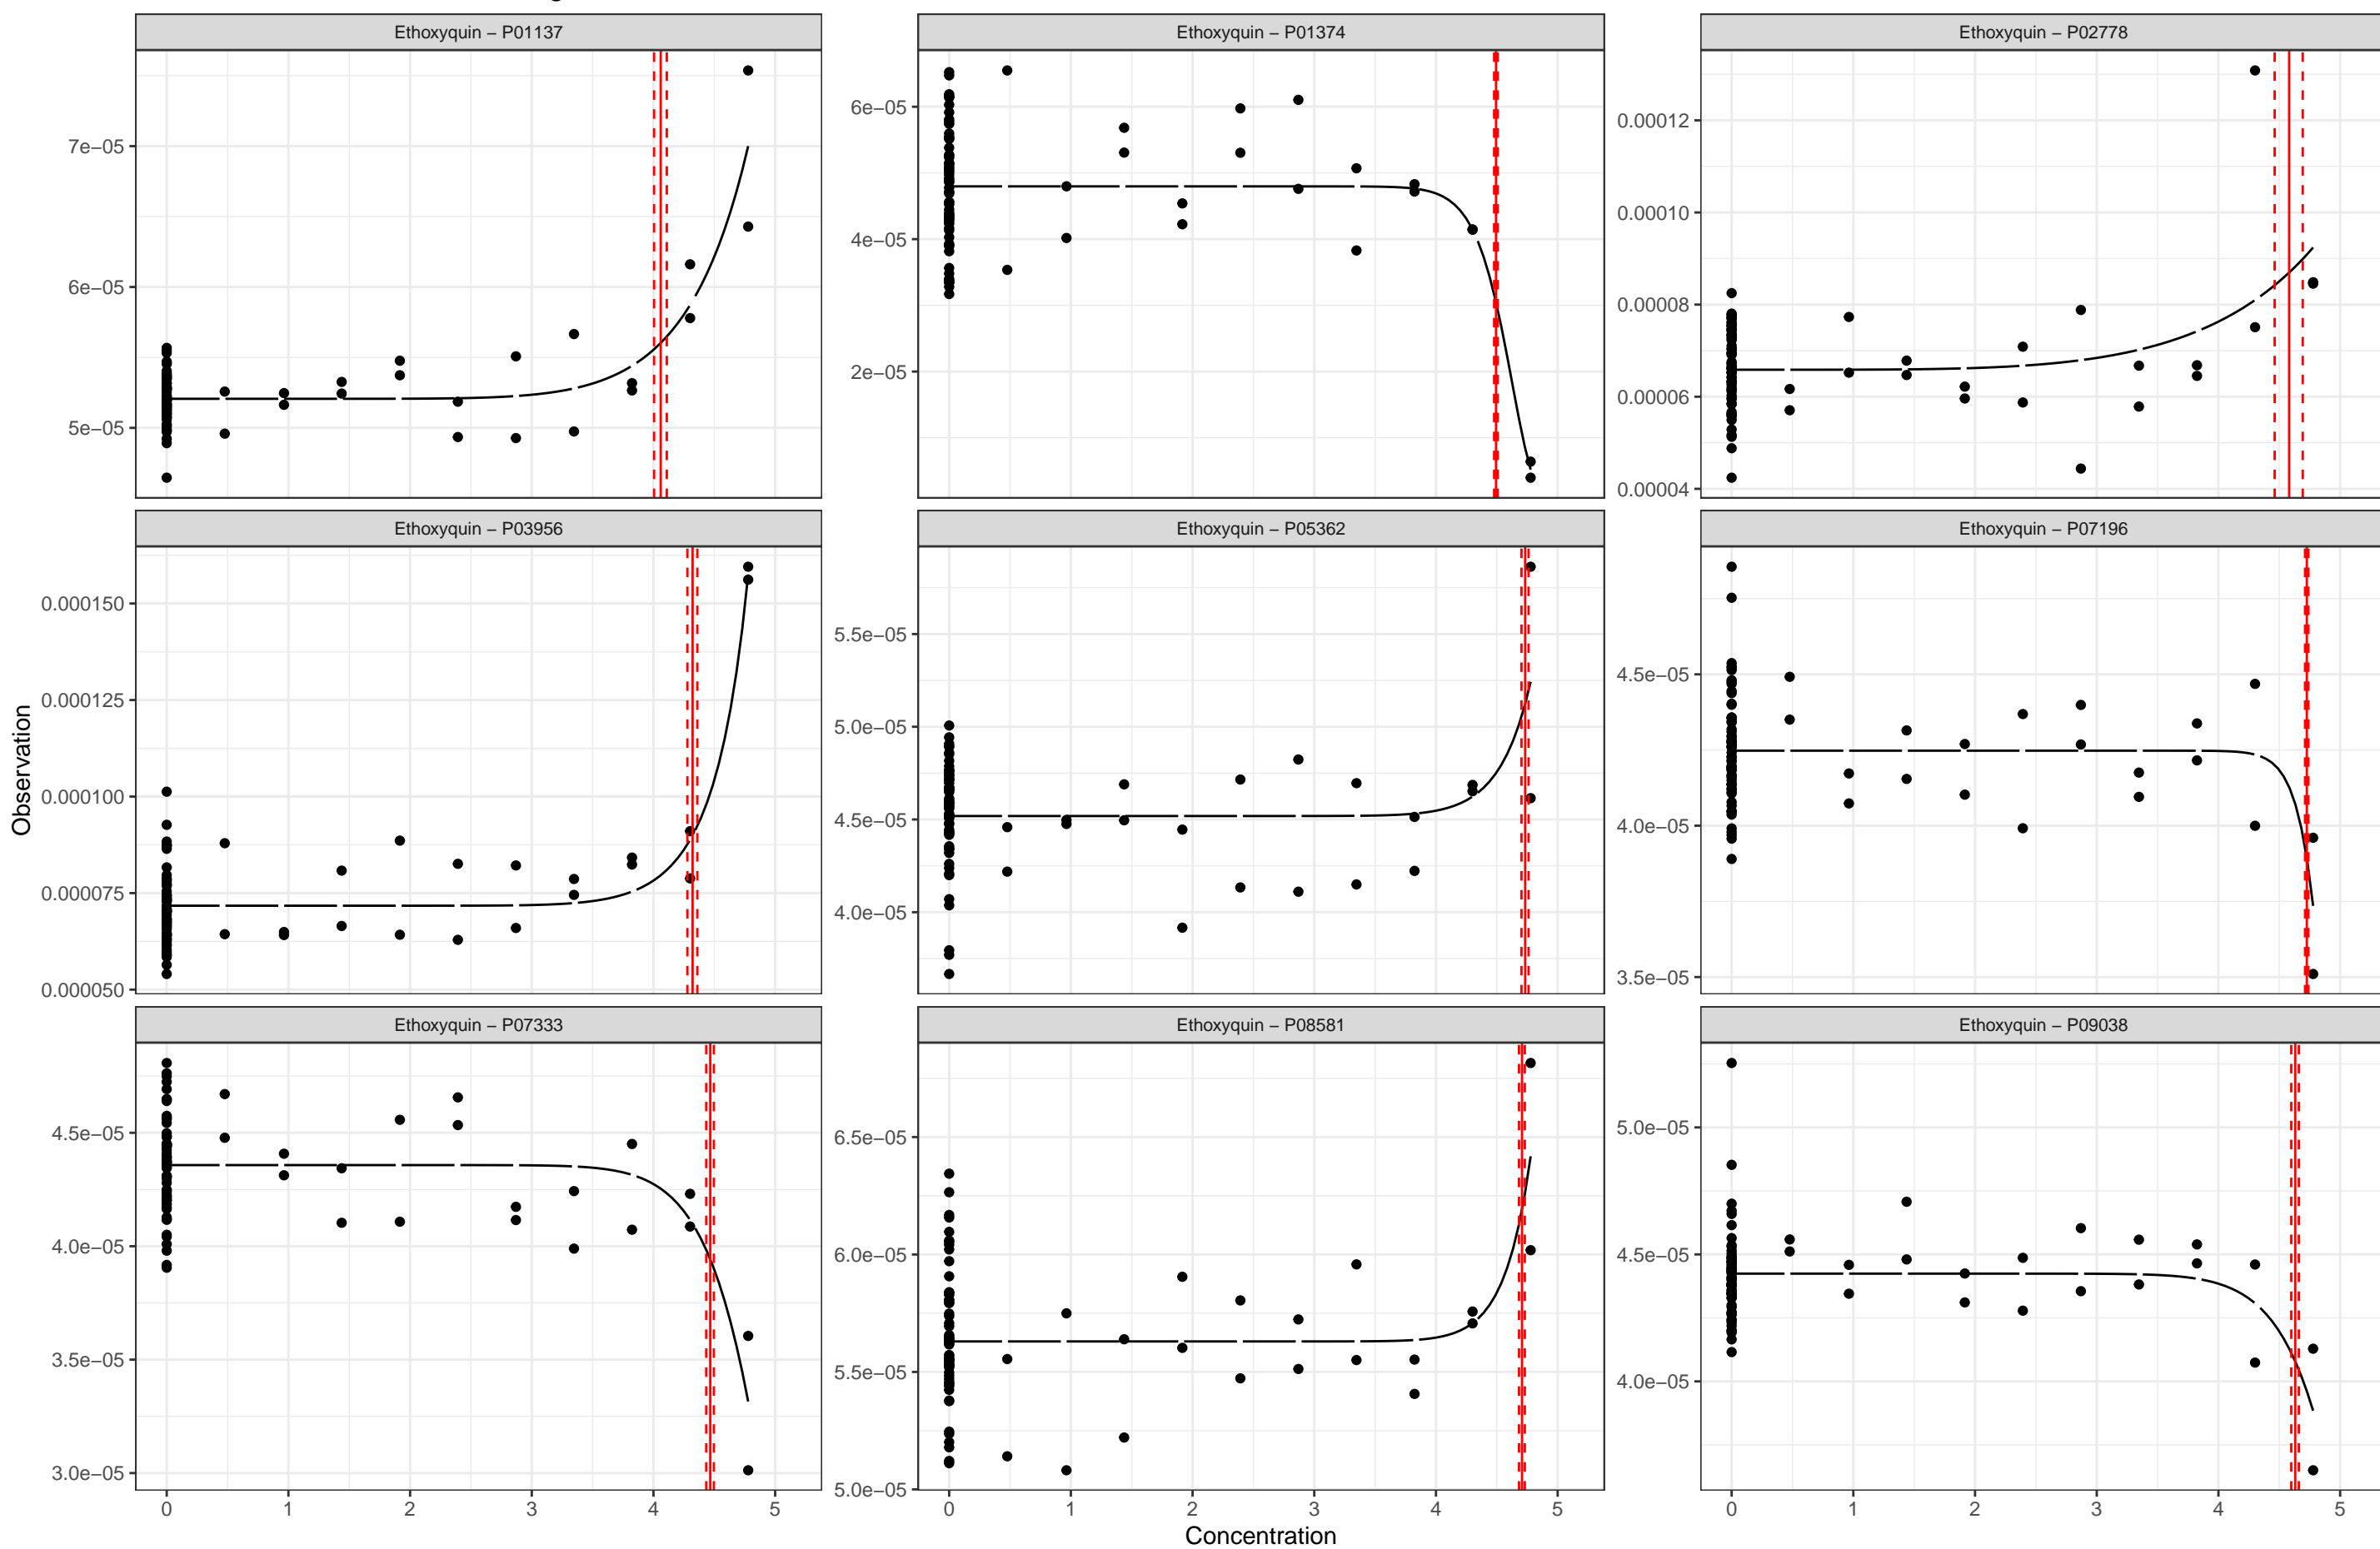 Ethoxyquin − P01137
Ethoxyquin − P01374
Ethoxyquin − P02778
7e−05
6e−05
5e−05
6e−05
4e−05
2e−05
0.00012
0.00010
0.00008
0.00006
0.00004
Ethoxyquin − P03956
Ethoxyquin − P05362
Ethoxyquin − P07196
0.000150
0.000125
0.000100
0.000075
0.000050
5.5e−05
5.0e−05
4.5e−05
4.0e−05
4.5e−05
4.0e−05
3.5e−05
Observation
Ethoxyquin − P07333
Ethoxyquin − P08581
Ethoxyquin − P09038
4.5e−05
4.0e−05
3.5e−05
3.0e−05
6.5e−05
6.0e−05
5.5e−05
5.0e−05
5.0e−05
4.5e−05
4.0e−05
0 1 2 3 4 5
0 1 2 3 4 5
0 1 2 3 4 5
Concentration